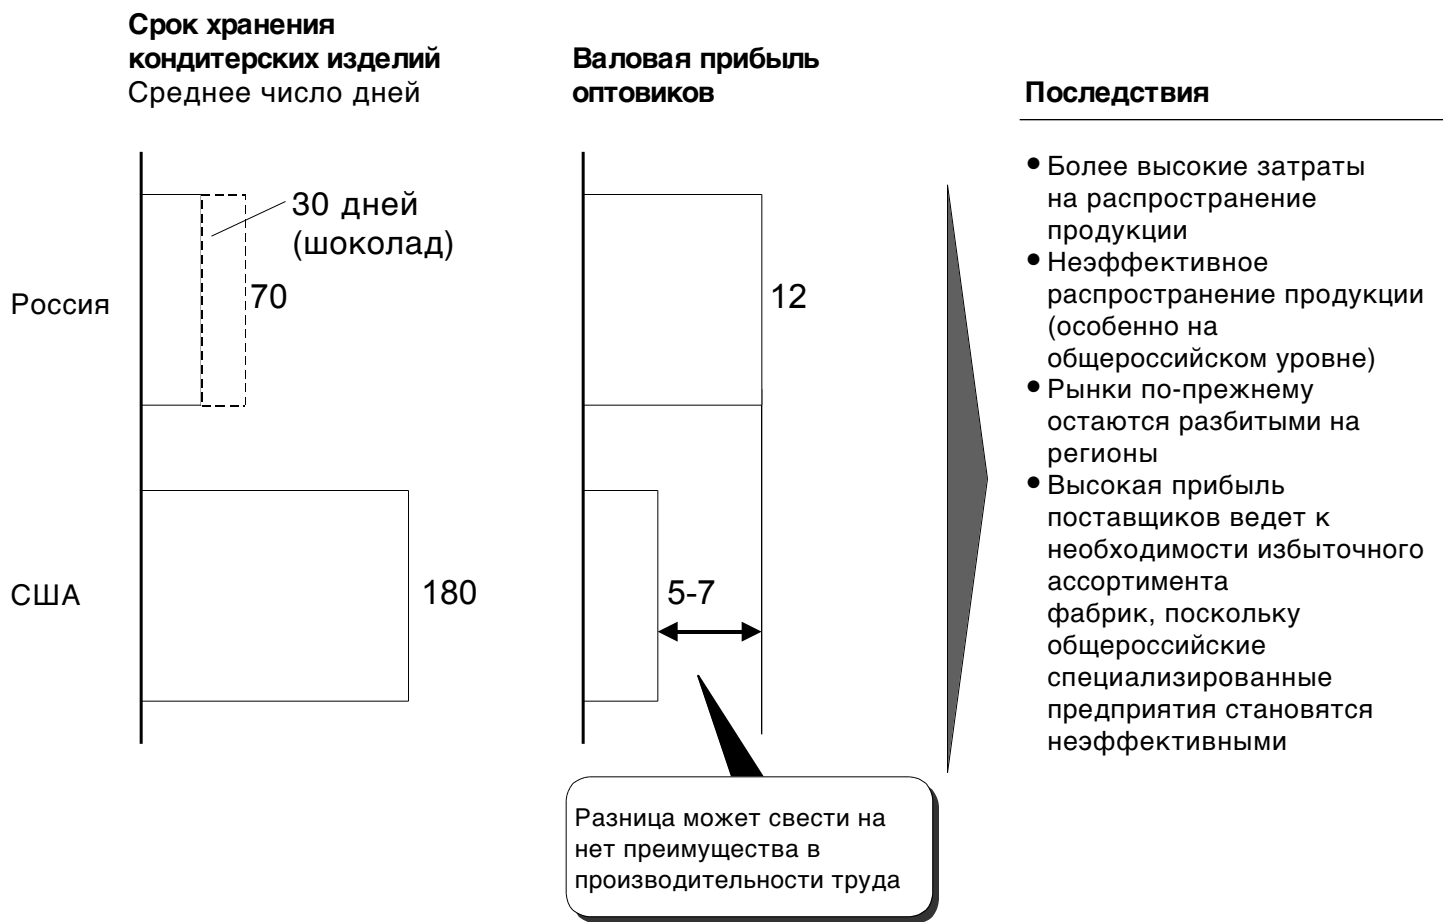 Срок хранения
кондитерских изделий
Среднее число дней
Валовая прибыль
оптовиков
Последствия
Россия
30 дней
(шоколад)
70
12
США
180
5-7
Разница может свести на
нет преимущества в
производительности труда
• Более высокие затраты
на распространение
продукции
• Неэффективное
распространение продукции
(особенно на
общероссийском уровне)
• Рынки по-прежнему
остаются разбитыми на
регионы
• Высокая прибыль
поставщиков ведет к
необходимости избыточного
ассортимента
фабрик, поскольку
общероссийские
специализированные
предприятия становятся
неэффективными